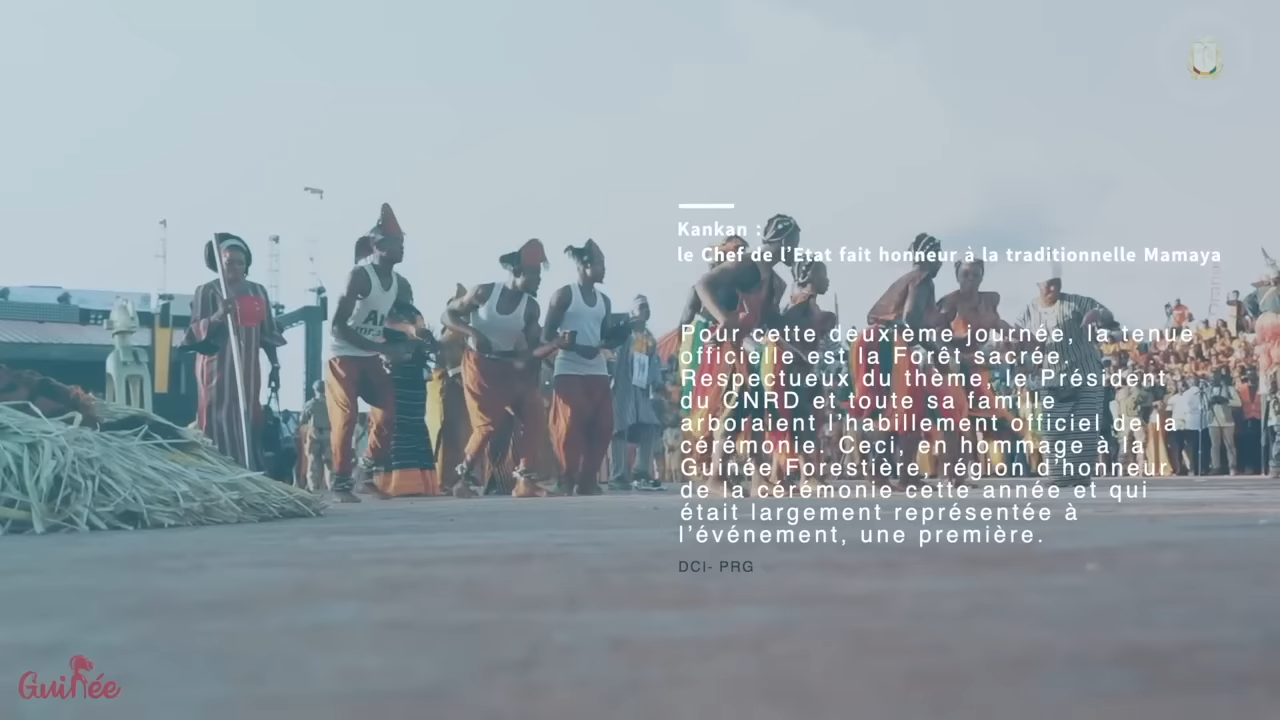 Kankan :
le Chef de l’Etat fait honneur à la traditionnelle Mamaya
Pour cette deuxième journée, la tenue
officielle est la Forêt sacrée.
Respectueux du thème, le Président
du CNRD et toute sa famille
arboraient l’habillement officiel de la
cérémonie. Ceci, en hommage à la
Guinée Forestière, région d’honneur
de la cérémonie cette année et qui
était largement représentée à
l’événement, une première.
DCI- PRG
Guinée